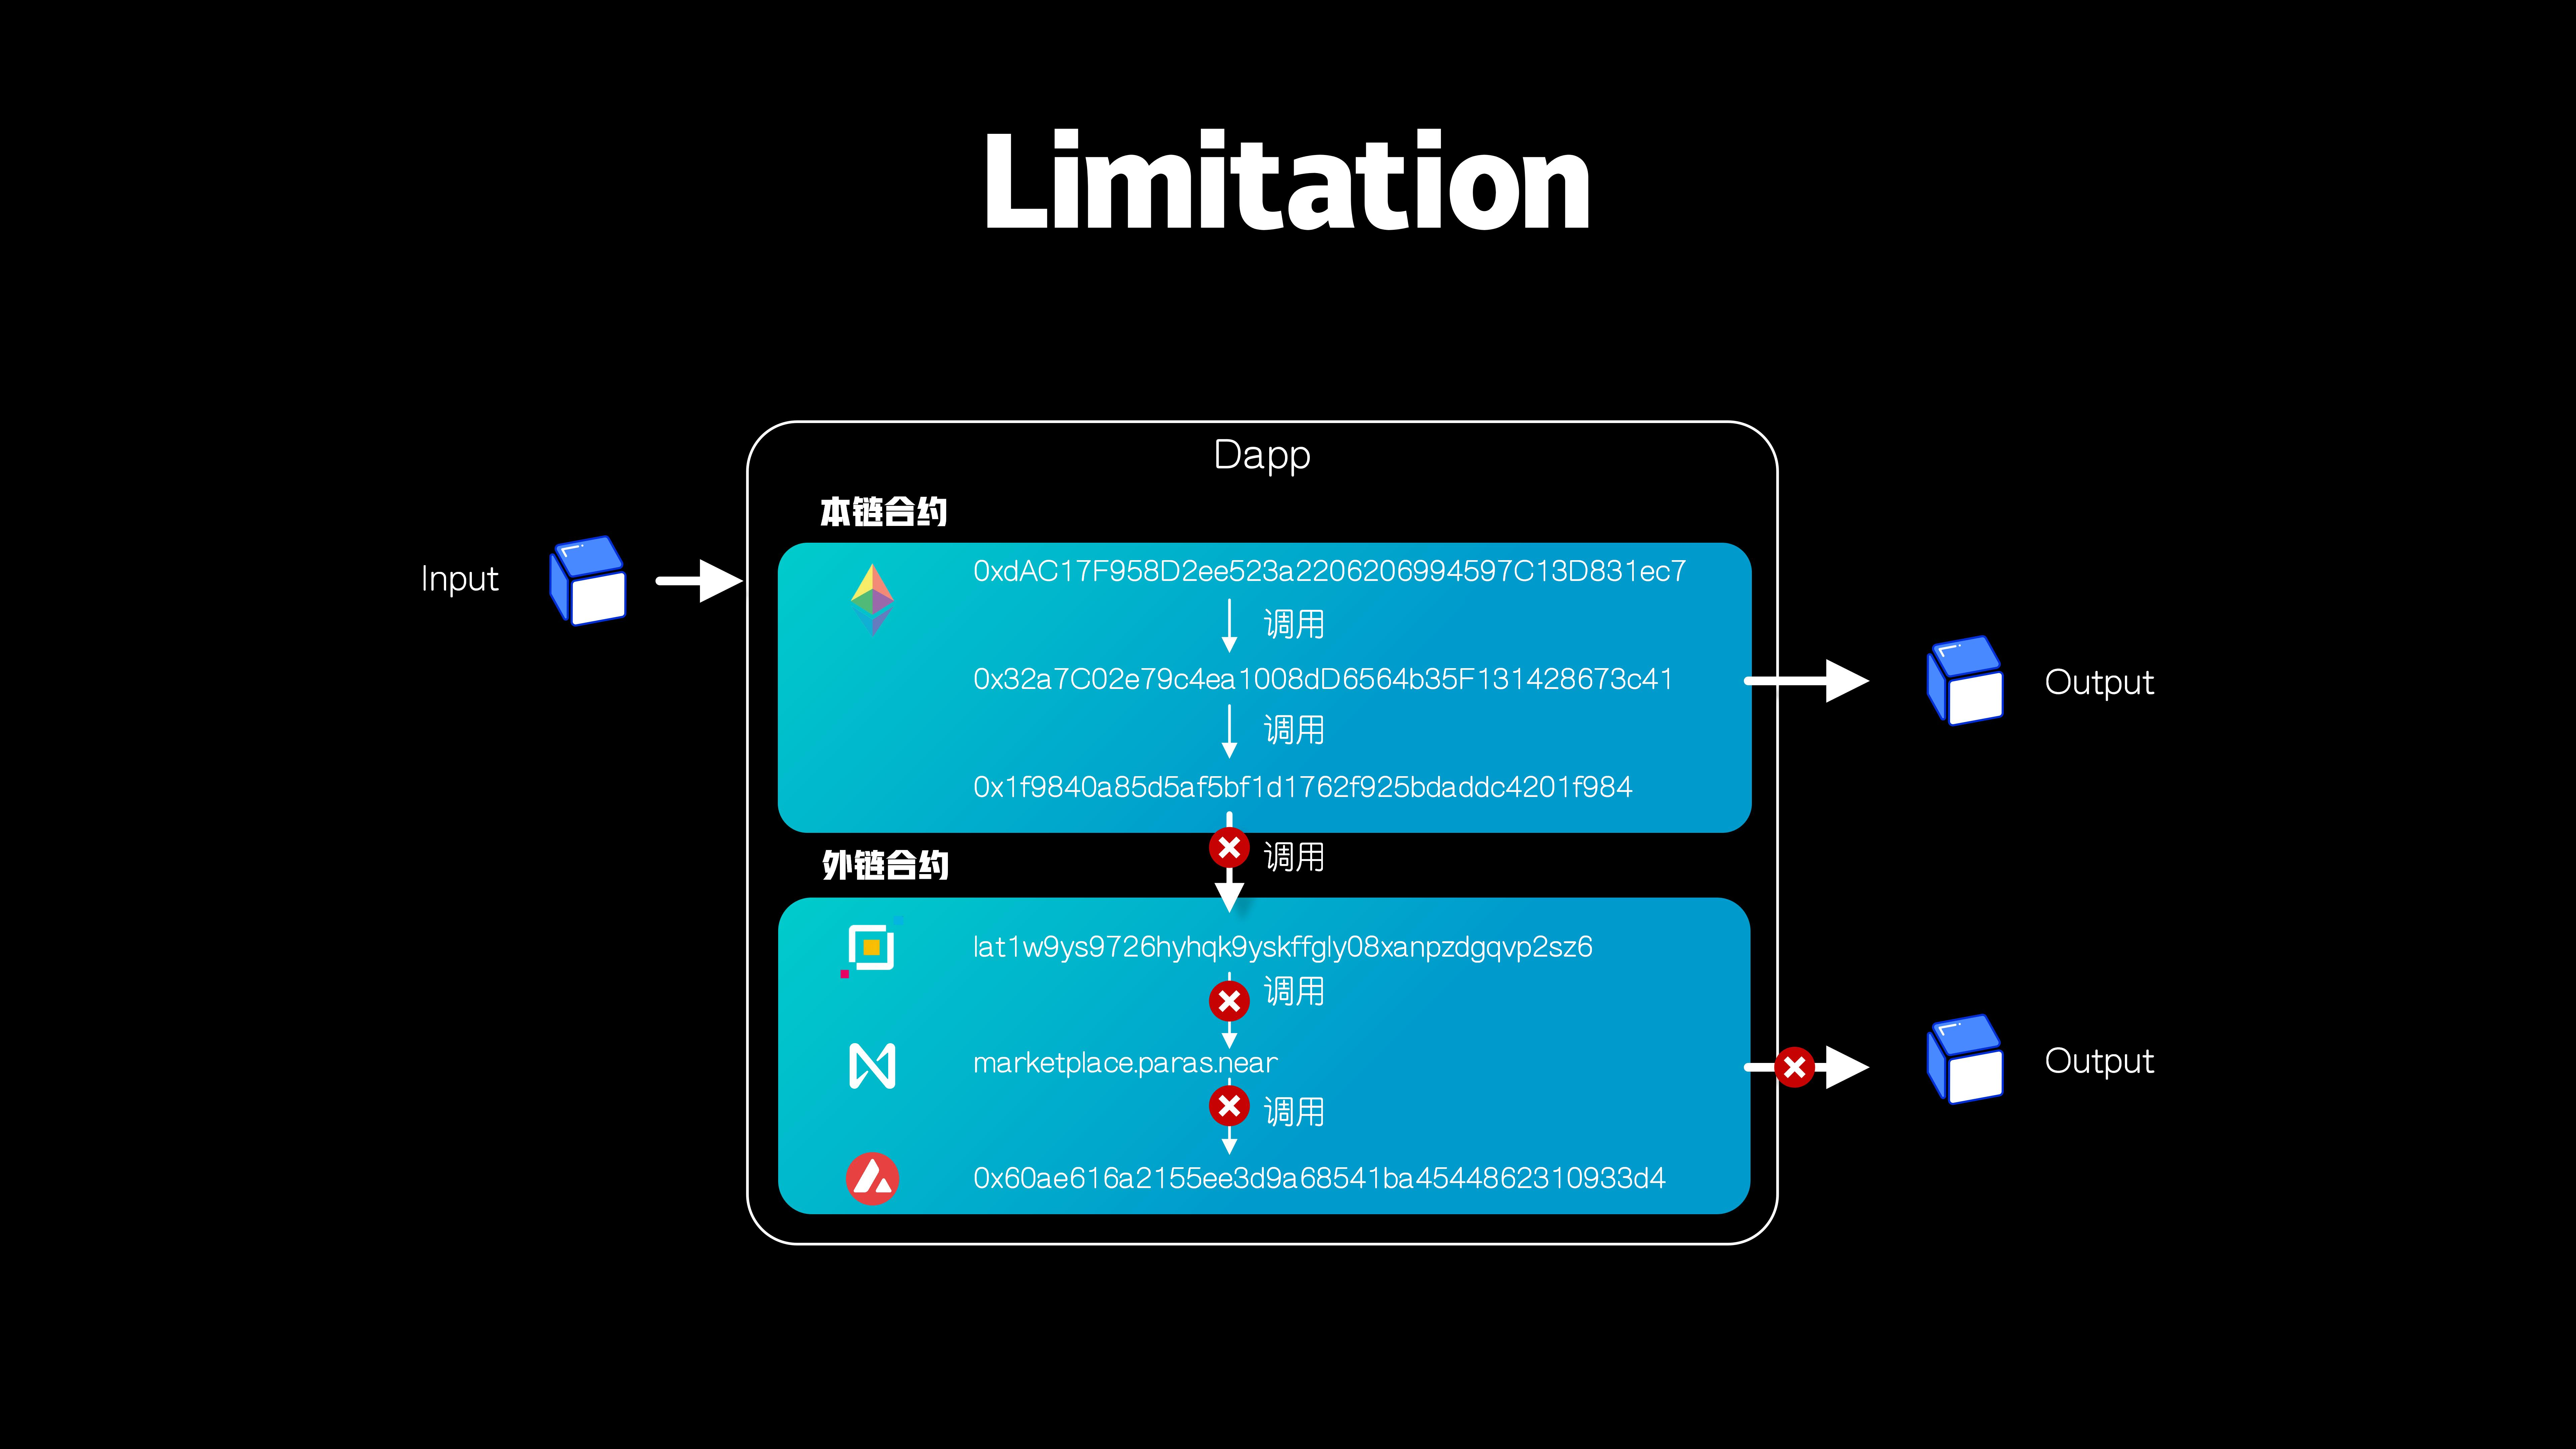 Limitation
Dapp
本链合约
Input
0xdAC17F958D2ee523a2206206994597C13D831ec7
调用
0x32a7C02e79c4ea1008dD6564b35F131428673c41
Output
调用
0x1f9840a85d5af5bf1d1762f925bdaddc4201f984
调用
外链合约
lat1w9ys9726hyhqk9yskffgly08xanpzdgqvp2sz6
调用
marketplace.paras.near
Output
调用
0x60ae616a2155ee3d9a68541ba4544862310933d4